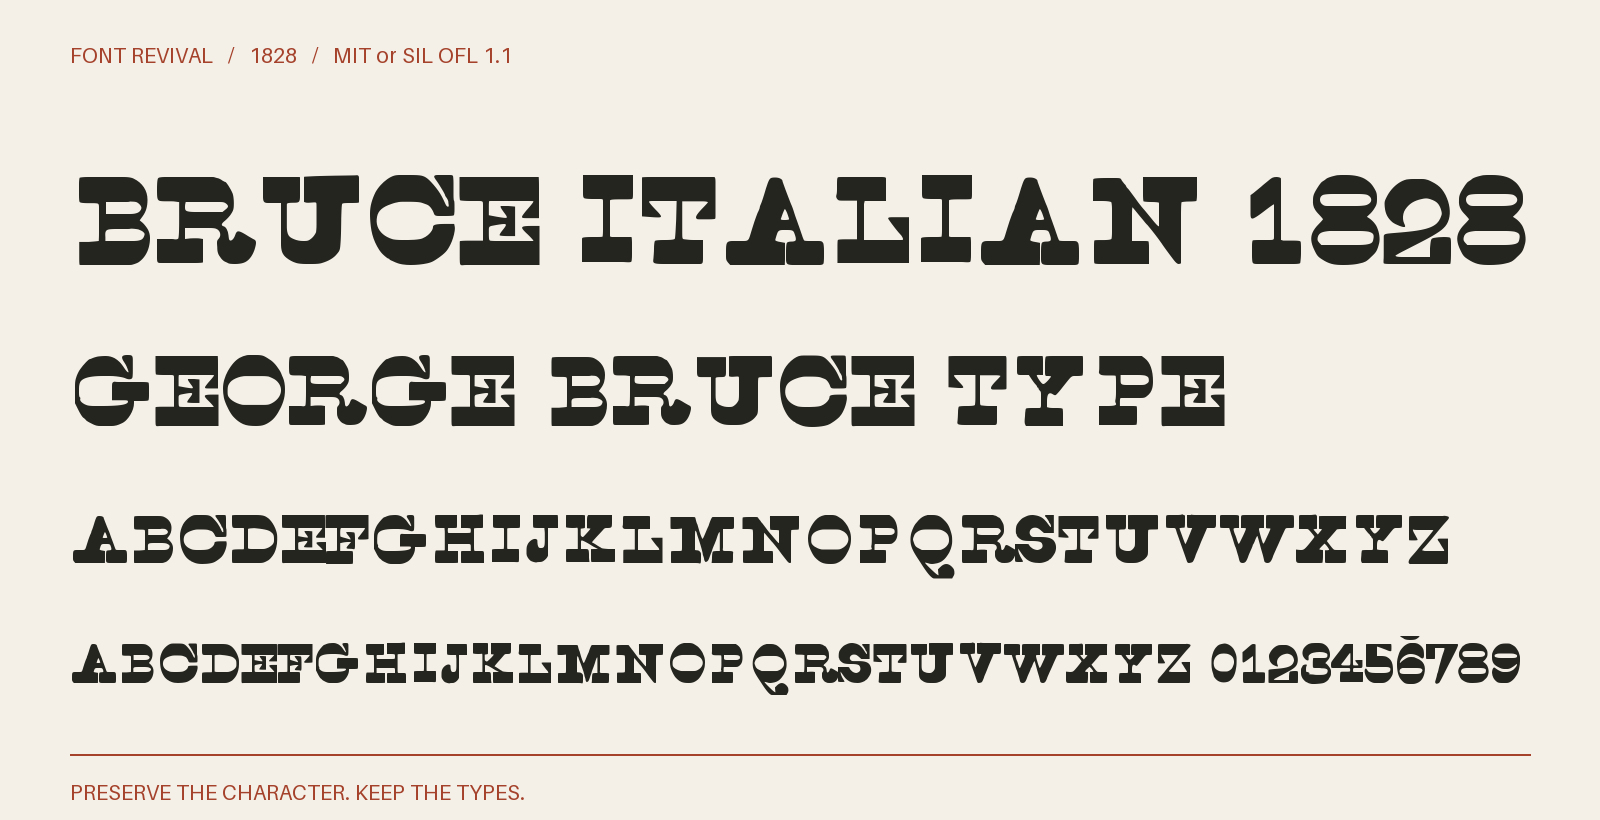 FONT REVIVAL / 1828 / MIT or SIL OFL 1.1
BRUCE ITALIAN 1828
GEORGE BRUCE TYPE
ABCDEFGHIJKLMNOPQRSTUVWXYZ
ABCDEFGHIJKLMNOPQRSTUVWXYZ 0123456789
PRESERVE THE CHARACTER. KEEP THE TYPES.